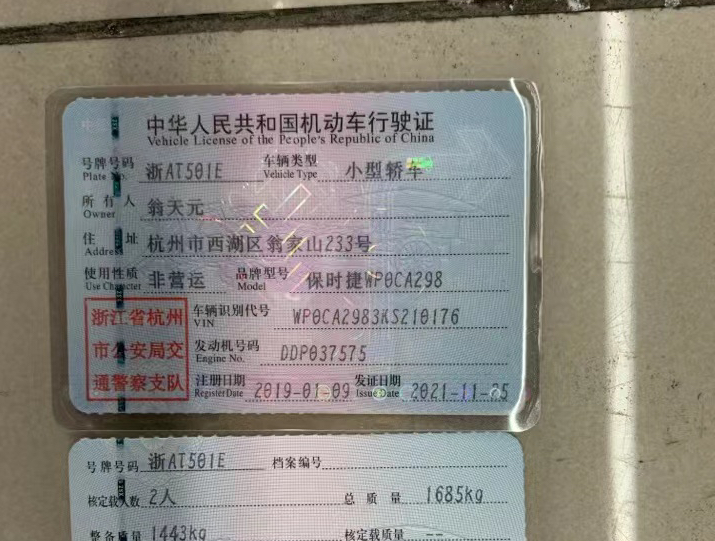 中华人民共和国机动车行驶证
Vehicle License of the People's Republic of China
号牌号码 浙AT501E 车辆类型 小型轿车
Plate No. Vehicle Type
所有人 翁天元
Owner
住址 杭州市西湖区翁家山233号
Address
使用性质 非营运 品牌型号 保时捷WP0CA298
Use Character Model
浙江省杭州
市公安局交
通警察支队
车辆识别代号 WP0CA2983KS210176
VIN
发动机号码 DDP037575
Engine No.
注册日期 2019-01-09 发证日期 2021-11-25
Register Date Issue Date
号牌号码 浙AT501E 档案编号
核定载人数 2人 总质量 1685kg
整备质量 1443kg 核定载质量 --